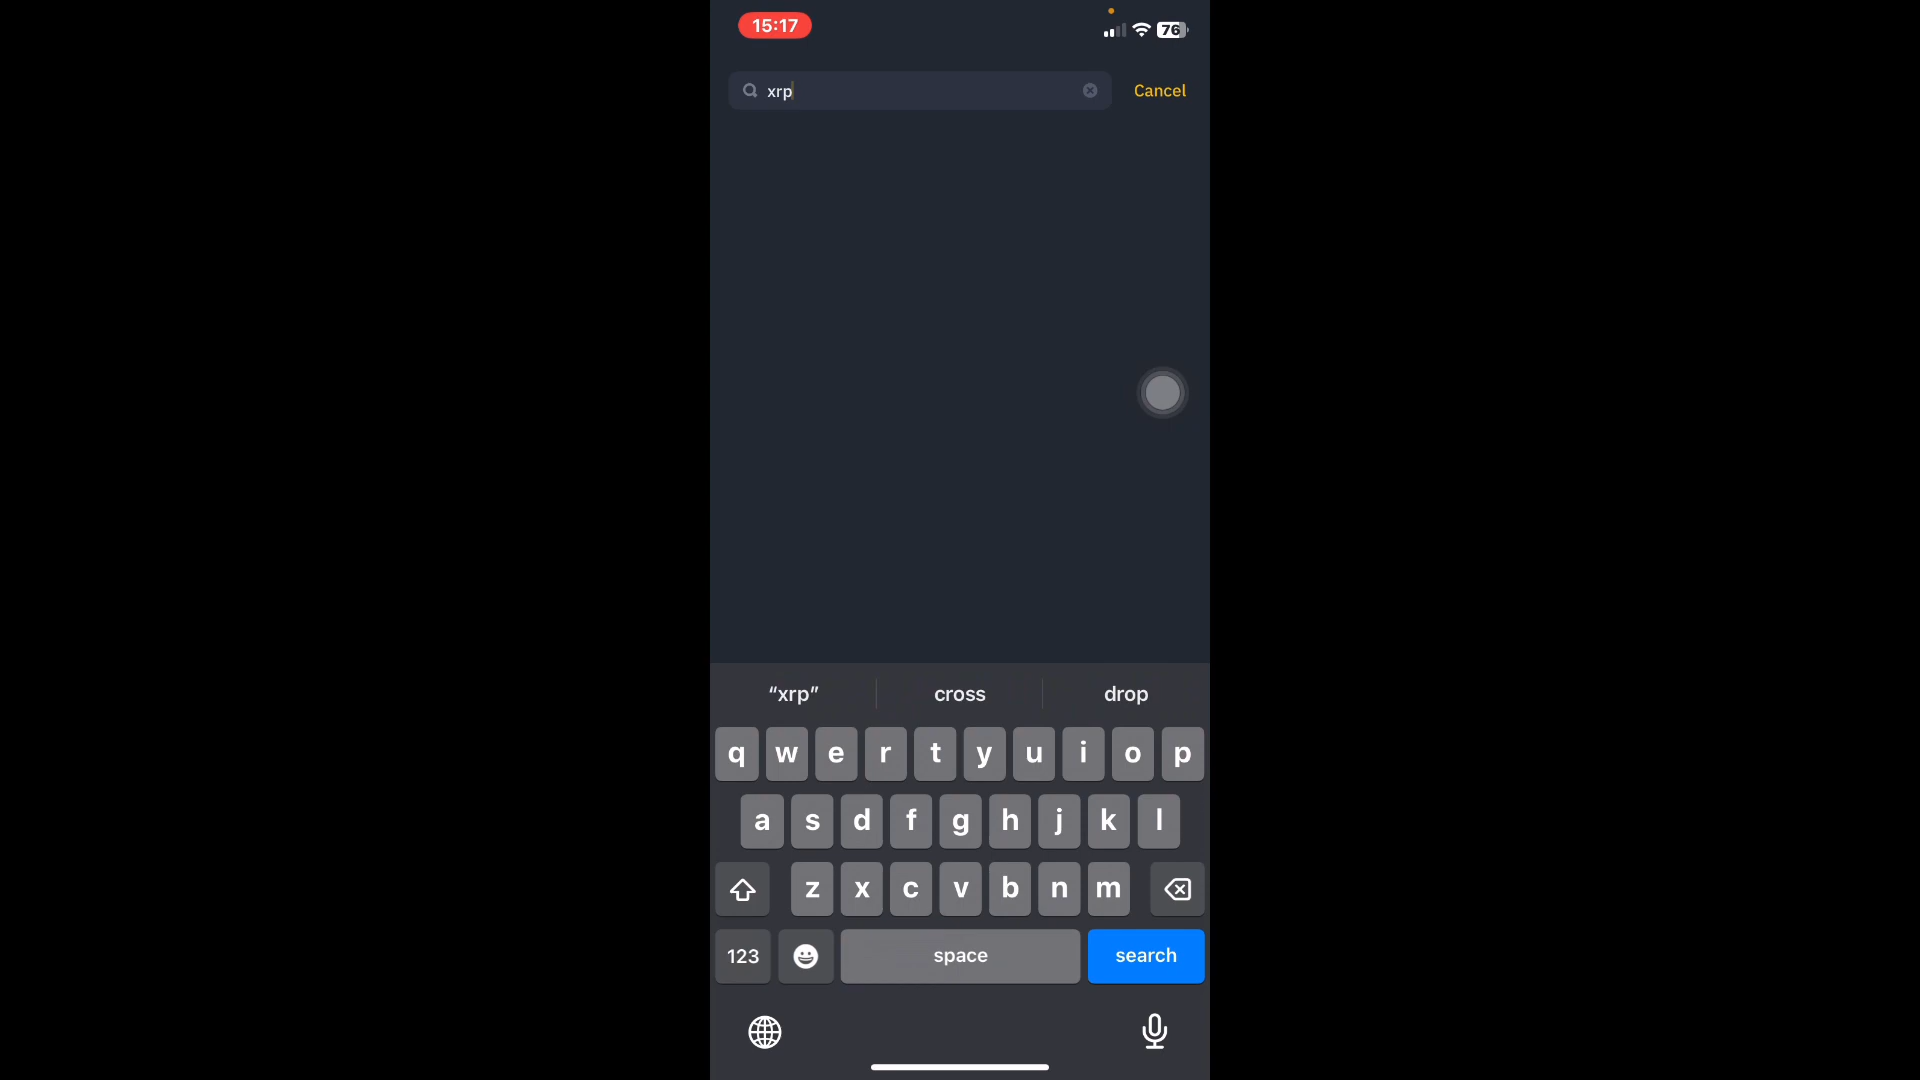 15:17
76
xrp
Cancel
“xrp” cross drop
q w e r t y u i o p
a s d f g h j k l
z x c v b n m
123 space search